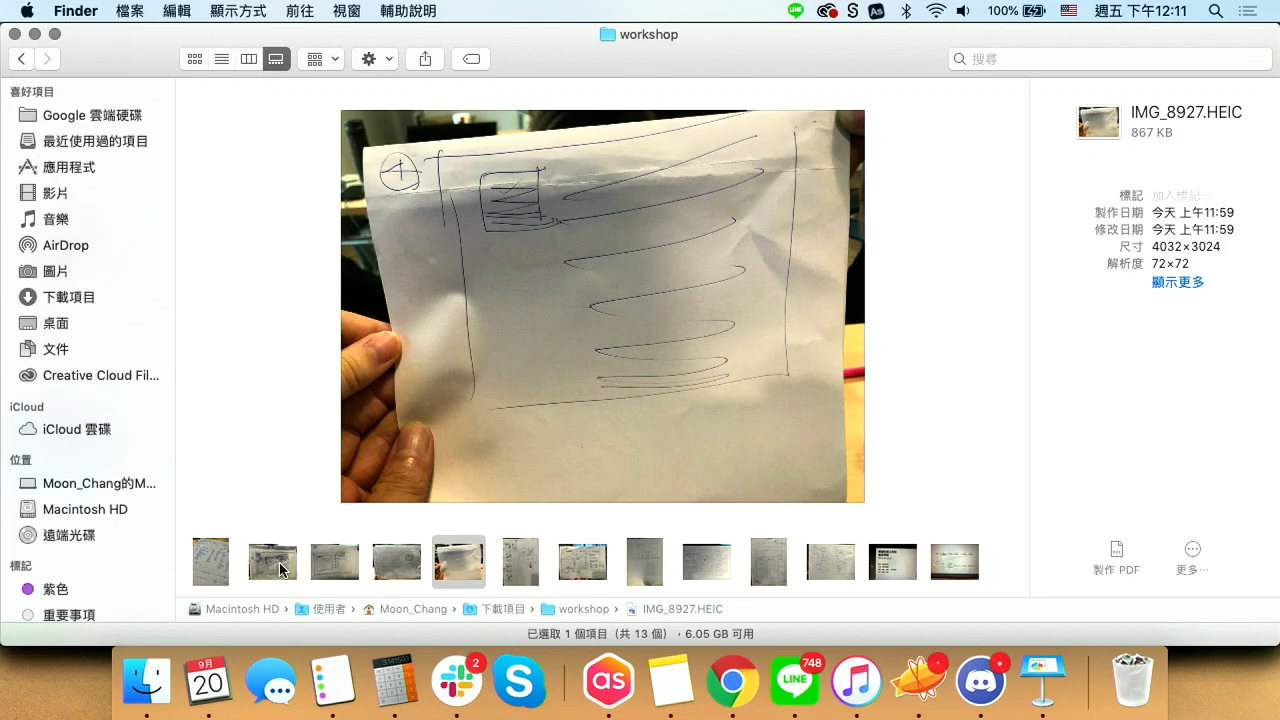 Finder 檔案 編輯 顯示方式 前往 視窗 輔助說明 100% 週五 下午12:11
workshop
搜尋
喜好項目
Google 雲端硬碟
最近使用過的項目
應用程式
影片
音樂
AirDrop
圖片
下載項目
桌面
文件
Creative Cloud Fil...
iCloud
iCloud 雲碟
位置
Moon_Chang的M...
Macintosh HD
遠端光碟
標記
紫色
重要事項
IMG_8927.HEIC
867 KB
標記 加入標記⋯
製作日期 今天 上午11:59
修改日期 今天 上午11:59
尺寸 4032×3024
解析度 72×72
顯示更多
製作 PDF 更多⋯
Macintosh HD › 使用者 › Moon_Chang › 下載項目 › workshop › IMG_8927.HEIC
已選取 1 個項目（共 13 個），6.05 GB 可用
9月
20
3.141593
2
S
as
LINE
748